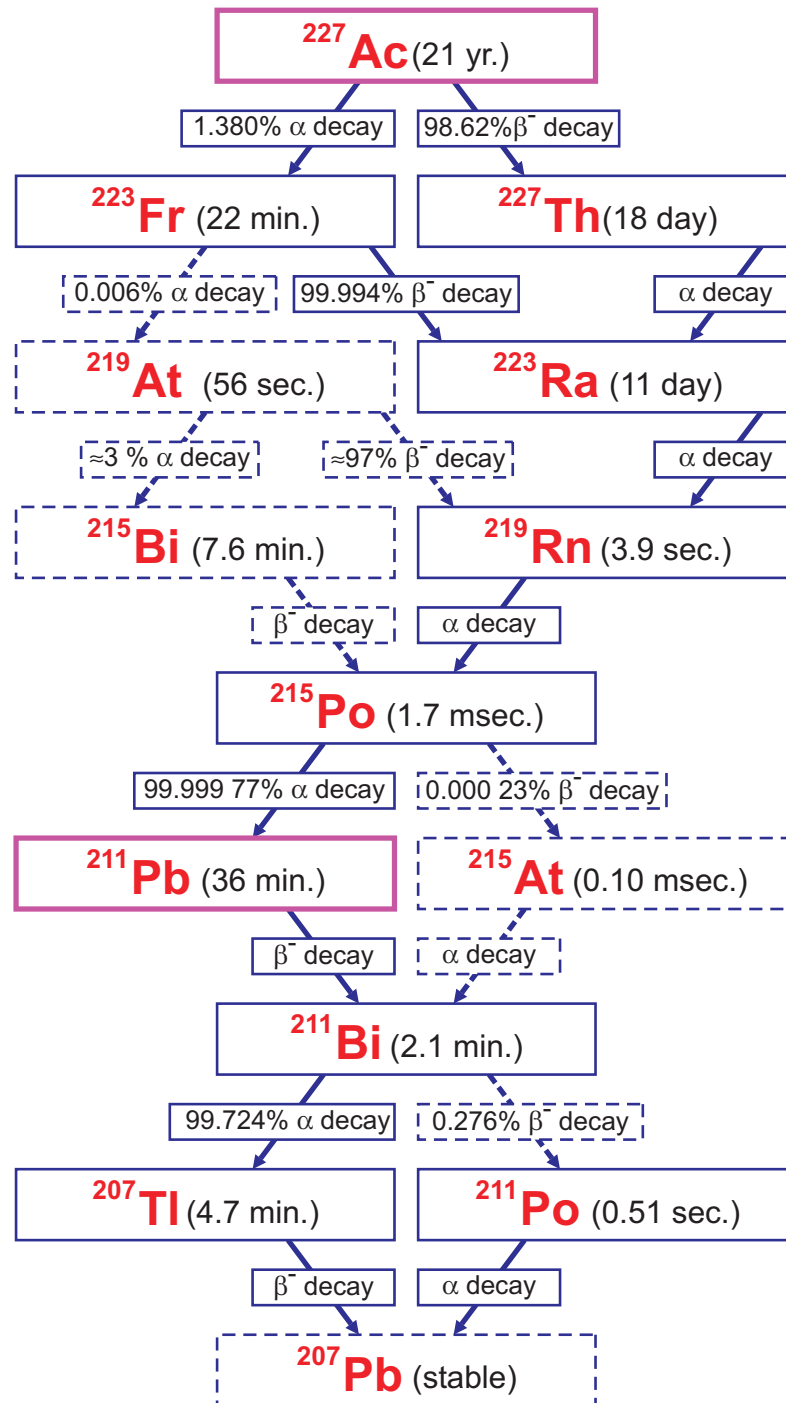 227Ac (21 yr.)
1.380% α decay
98.62%β⁻ decay
223Fr (22 min.)
227Th(18 day)
0.006% α decay
99.994% β⁻ decay
α decay
219At (56 sec.)
223Ra (11 day)
≈3 % α decay
≈97% β⁻ decay
α decay
215Bi (7.6 min.)
219Rn (3.9 sec.)
β⁻ decay
α decay
215Po (1.7 msec.)
99.999 77% α decay
0.000 23% β⁻ decay
211Pb (36 min.)
215At (0.10 msec.)
β⁻ decay
α decay
211Bi (2.1 min.)
99.724% α decay
0.276% β⁻ decay
207Tl (4.7 min.)
211Po (0.51 sec.)
β⁻ decay
α decay
207Pb (stable)